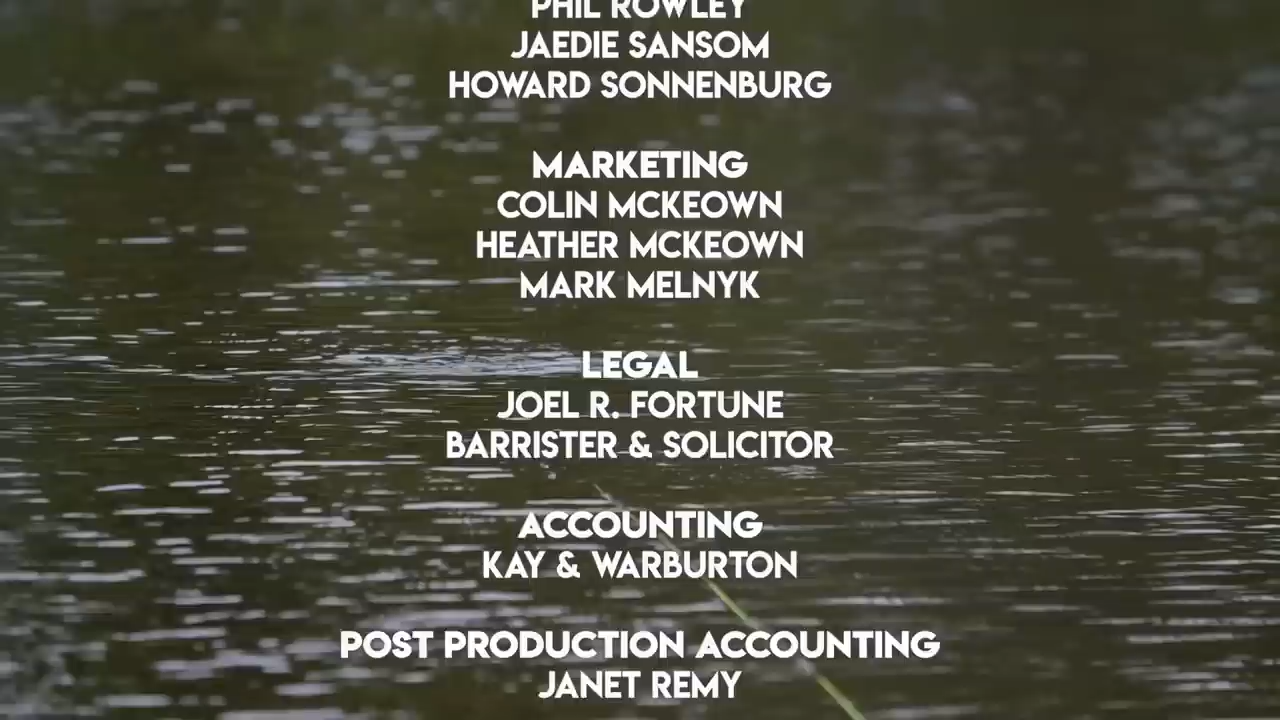 PHIL ROWLEY
JAEDIE SANSOM
HOWARD SONNENBURG
MARKETING
COLIN MCKEOWN
HEATHER MCKEOWN
MARK MELNYK
LEGAL
JOEL R. FORTUNE
BARRISTER & SOLICITOR
ACCOUNTING
KAY & WARBURTON
POST PRODUCTION ACCOUNTING
JANET REMY